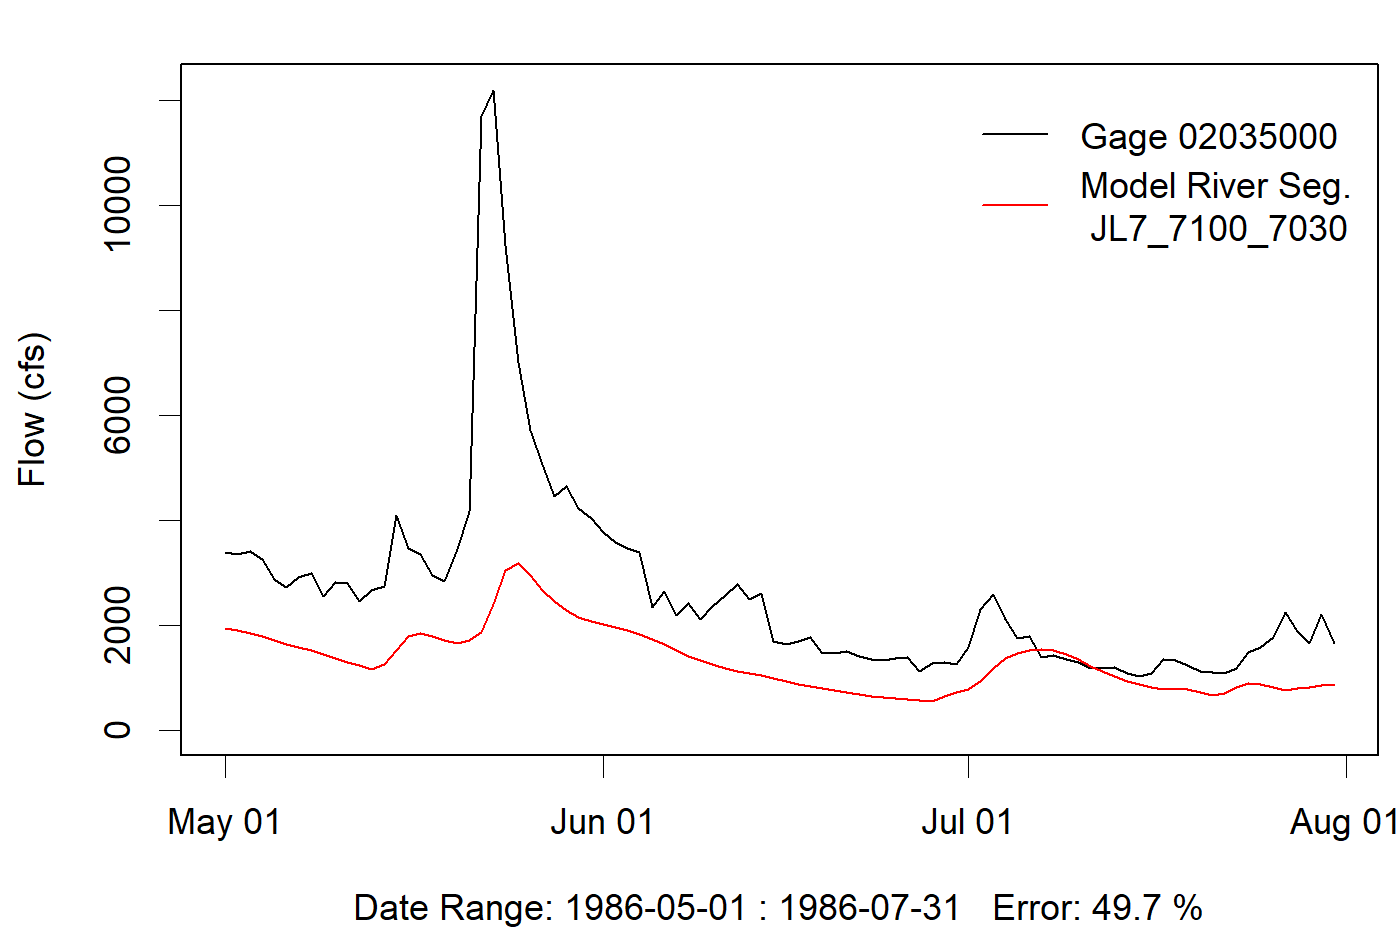 Gage 02035000
Model River Seg.
JL7_7100_7030
Flow (cfs)
10000
6000
2000
0
May 01 Jun 01 Jul 01 Aug 01
Date Range: 1986-05-01 : 1986-07-31 Error: 49.7 %